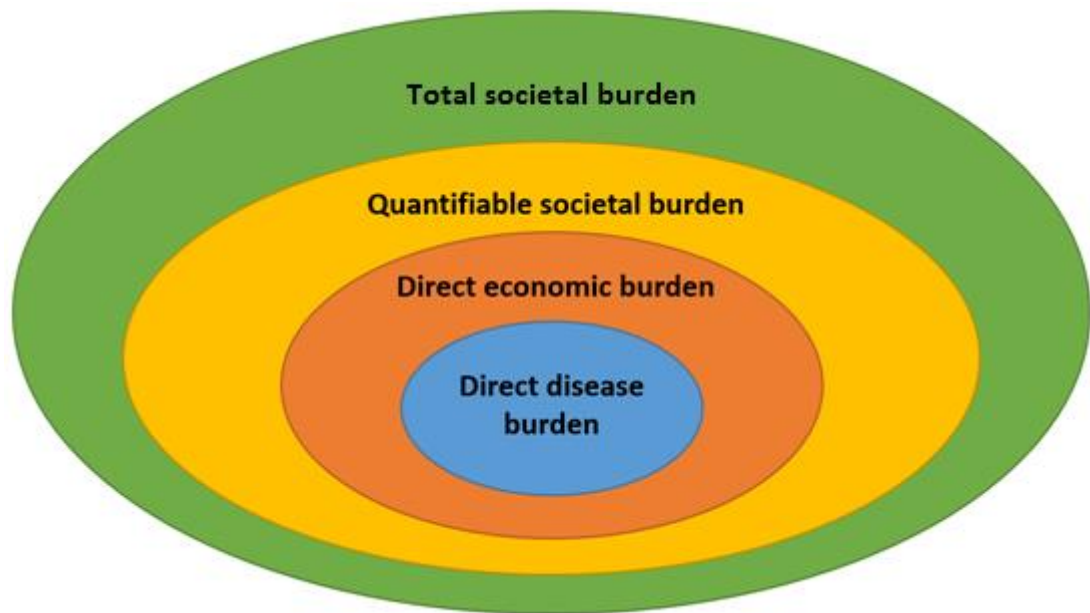 Total societal burden
Quantifiable societal burden
Direct economic burden
Direct disease
burden